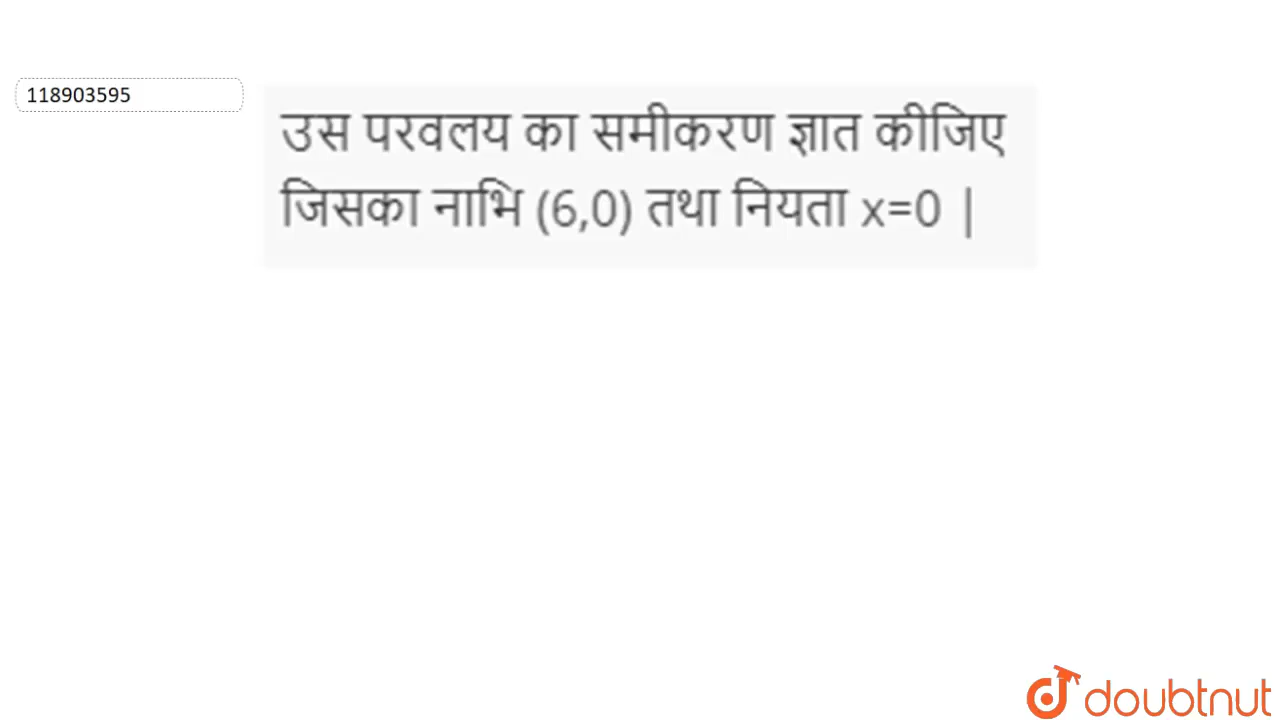 118903595
उस परवलय का समीकरण ज्ञात कीजिए
जिसका नाभि (6,0) तथा नियता x=0 |
doubtnut